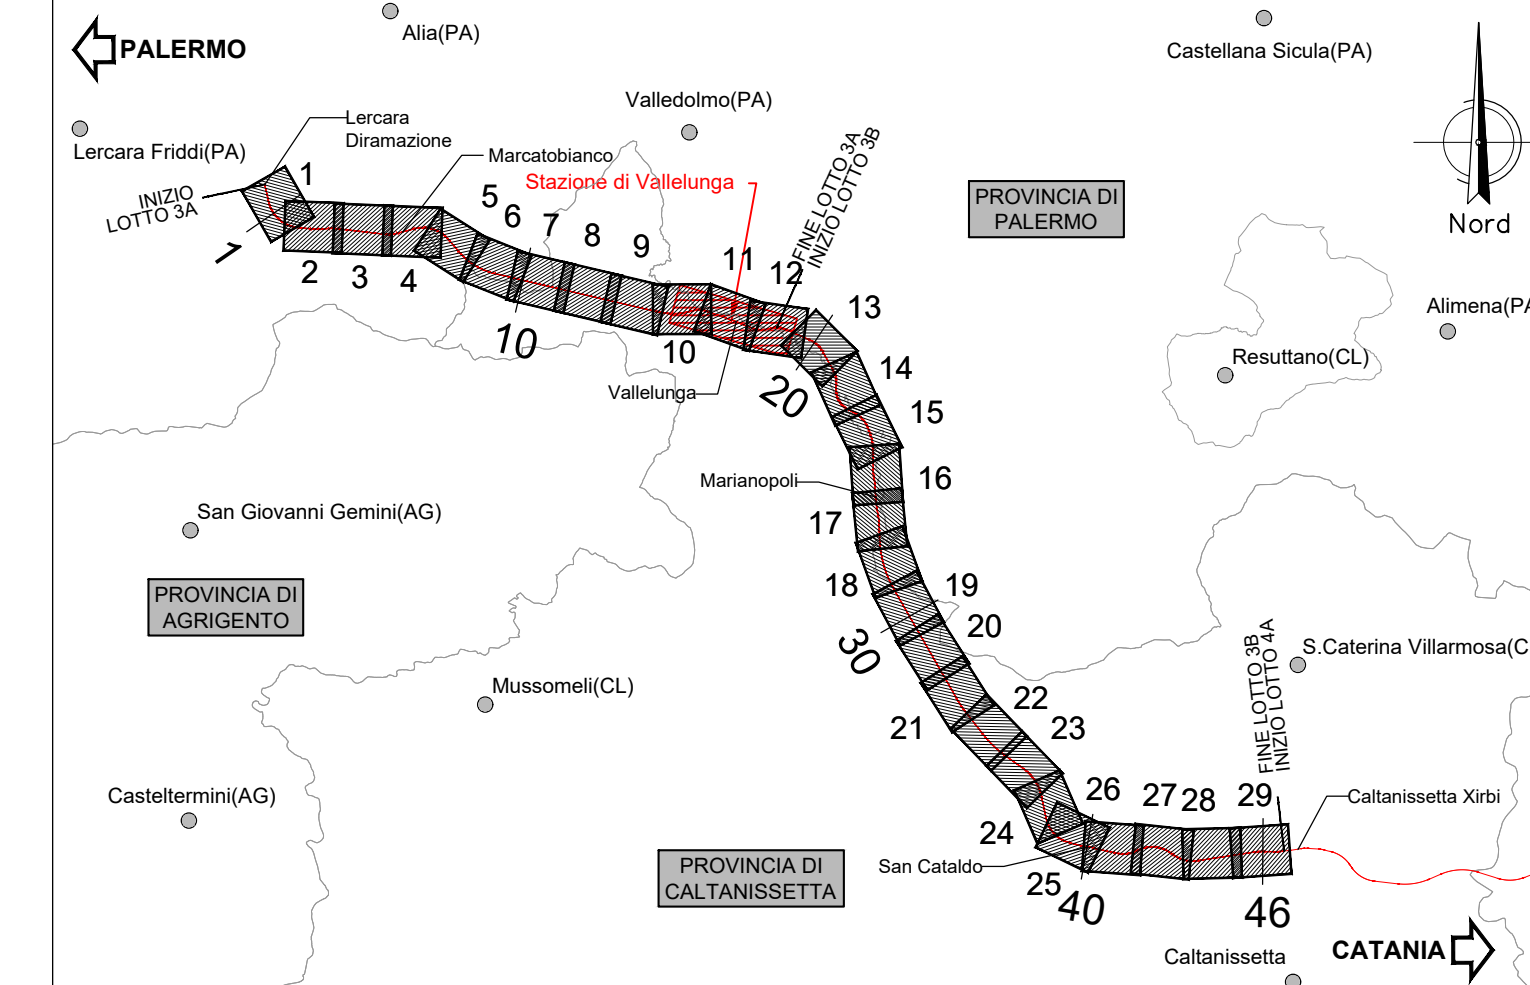 Alia(PA)
PALERMO
Castellana Sicula(PA)
Valledolmo(PA)
Lercara
Diramazione
Lercara Friddi(PA)
Marcatobianco
Stazione di Vallelunga
FINE LOTTO 3A
INIZIO LOTTO 3B
INIZIO
LOTTO 3A
PROVINCIA DI
PALERMO
Nord
1
1
2
3
4
5
6
7
8
9
10
10
11
12
13
14
15
20
Vallelunga
Alimena(PA
Resuttano(CL)
Marianopoli
16
17
San Giovanni Gemini(AG)
PROVINCIA DI
AGRIGENTO
18
19
20
30
21
22
23
Mussomeli(CL)
S.Caterina Villarmosa(C
FINE LOTTO 3B
INIZIO LOTTO 4A
Casteltermini(AG)
24
25
26
27
28
29
Caltanissetta Xirbi
San Cataldo
40
46
PROVINCIA DI
CALTANISSETTA
Caltanissetta
CATANIA